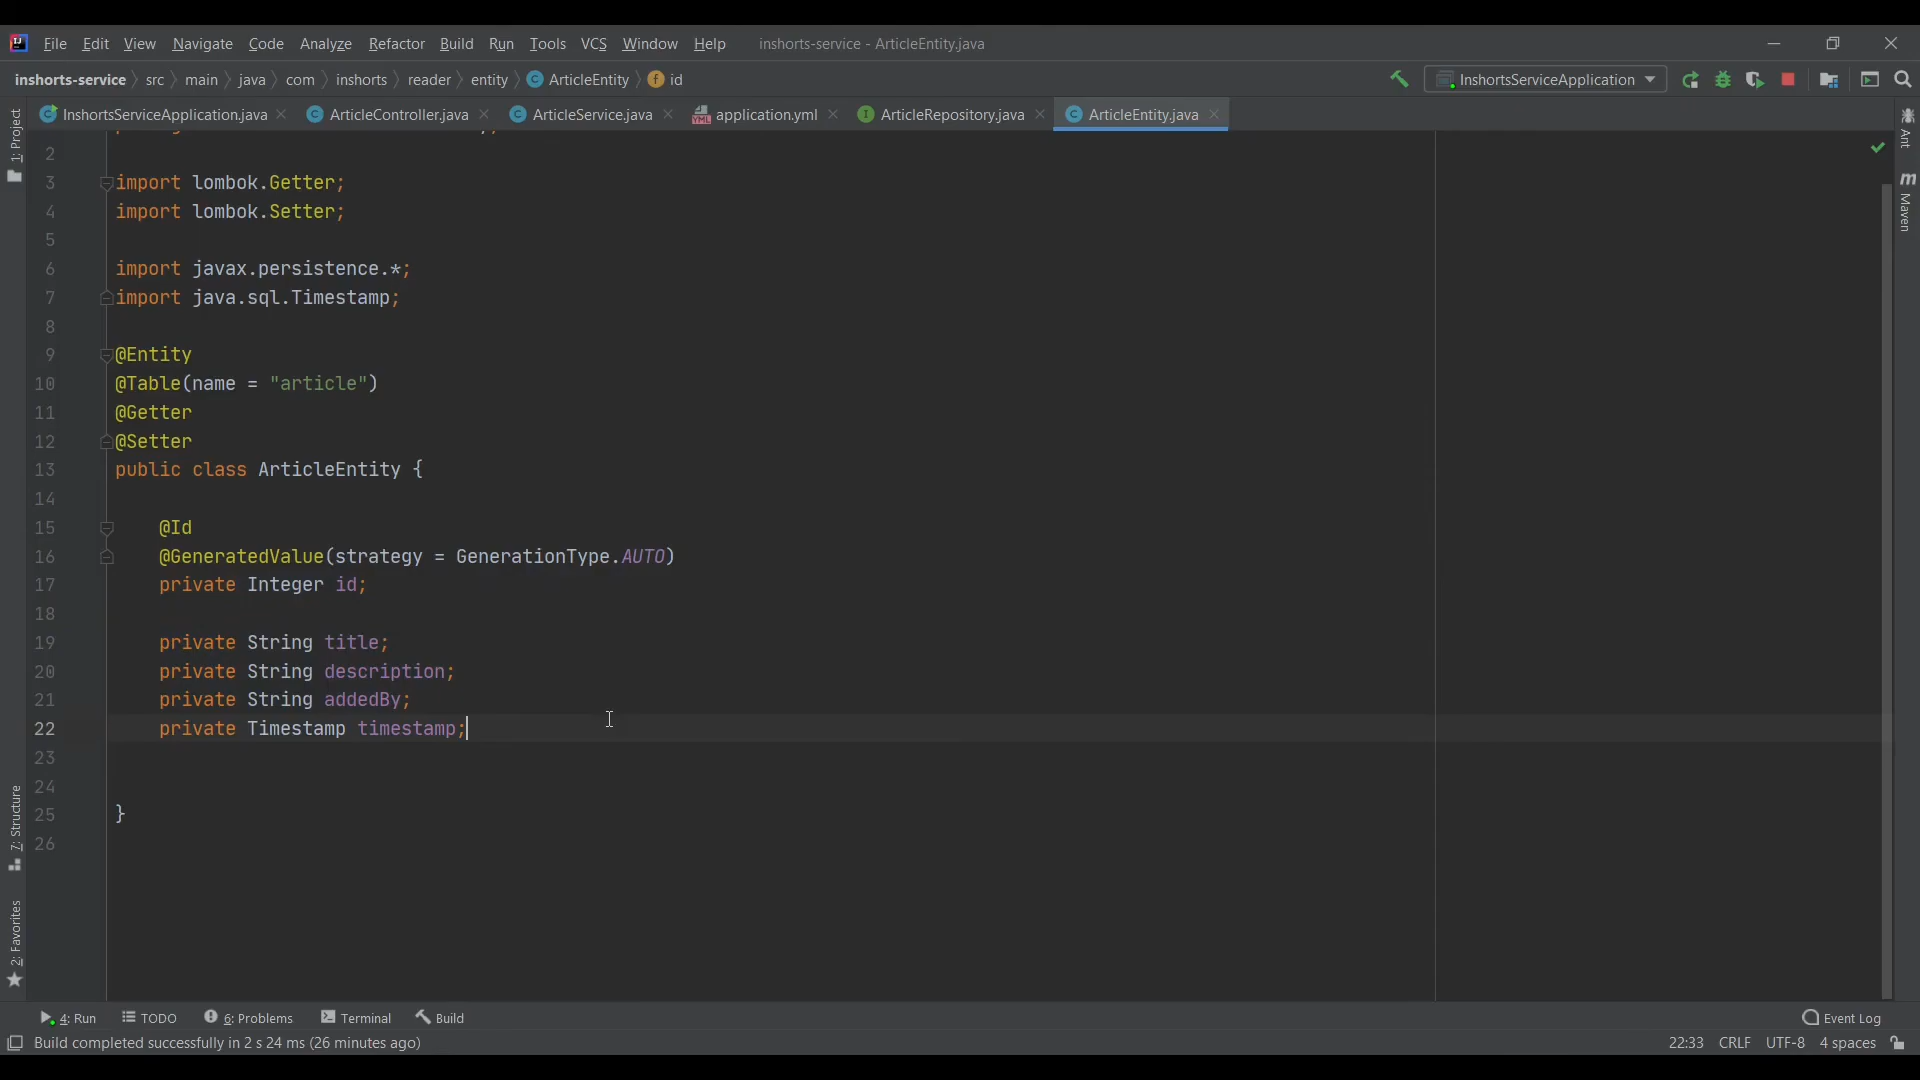 File Edit View Navigate Code Analyze Refactor Build Run Tools VCS Window Help inshorts-service - ArticleEntity.java
inshorts-service src main java com inshorts reader entity ArticleEntity id InshortsServiceApplication
InshortsServiceApplication.java ArticleController.java ArticleService.java application.yml ArticleRepository.java ArticleEntity.java
1: Project
Ant
Maven
2
3 import lombok.Getter;
4 import lombok.Setter;
5
6 import javax.persistence.*;
7 import java.sql.Timestamp;
8
9 @Entity
10 @Table(name = "article")
11 @Getter
12 @Setter
13 public class ArticleEntity {
14
15 @Id
16 @GeneratedValue(strategy = GenerationType.AUTO)
17 private Integer id;
18
19 private String title;
20 private String description;
21 private String addedBy;
22 private Timestamp timestamp;
23
24
25 }
26
7: Structure
2: Favorites
4: Run TODO 6: Problems Terminal Build Event Log
Build completed successfully in 2 s 24 ms (26 minutes ago) 22:33 CRLF UTF-8 4 spaces